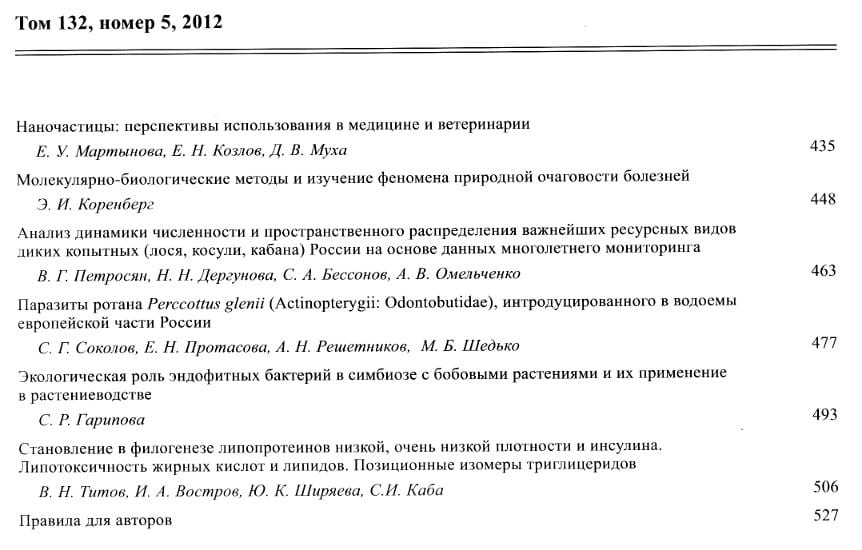 Том 132, номер 5, 2012
Наночастицы: перспективы использования в медицине и ветеринарии
Е. У. Мартынова, Е. Н. Козлов, Д. В. Муха 435
Молекулярно-биологические методы и изучение феномена природной очаговости болезней
Э. И. Коренберг 448
Анализ динамики численности и пространственного распределения важнейших ресурсных видов
диких копытных (лося, косули, кабана) России на основе данных многолетнего мониторинга
В. Г. Петросян, Н. Н. Дергунова, С. А. Бессонов, А. В. Омельченко 463
Паразиты ротана Perccottus glenii (Actinopterygii: Odontobutidae), интродуцированного в водоемы
европейской части России
С. Г. Соколов, Е. Н. Протасова, А. Н. Решетников, М. Б. Шедько 477
Экологическая роль эндофитных бактерий в симбиозе с бобовыми растениями и их применение
в растениеводстве
С. Р. Гарипова 493
Становление в филогенезе липопротеинов низкой, очень низкой плотности и инсулина.
Липотоксичность жирных кислот и липидов. Позиционные изомеры триглицеридов
В. Н. Титов, И. А. Востров, Ю. К. Ширяева, С.И. Каба 506
Правила для авторов 527